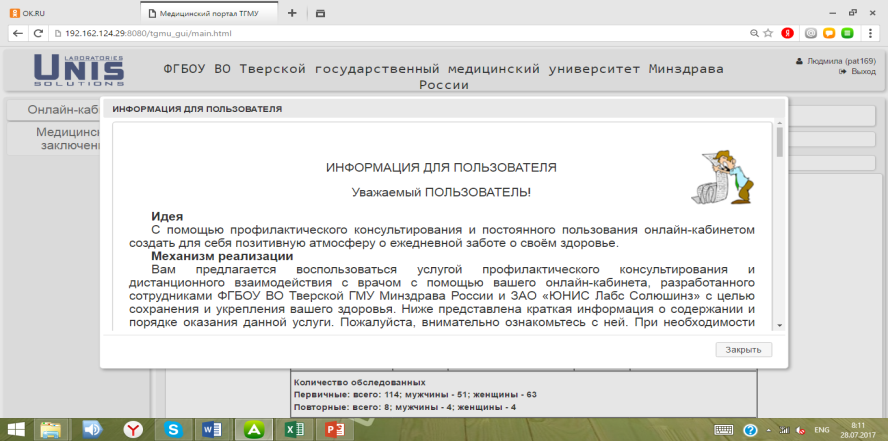 OK.RU
Медицинский портал ТГМУ
192.162.124.29:8080/tgmu_gui/main.html
LABORATORIES
UNIS
SOLUTIONS
ФГБОУ ВО Тверской государственный медицинский университет Минздрава
России
Людмила (pat169)
Выход
Онлайн-каб
Медицинск
заключен
ИНФОРМАЦИЯ ДЛЯ ПОЛЬЗОВАТЕЛЯ
ИНФОРМАЦИЯ ДЛЯ ПОЛЬЗОВАТЕЛЯ
Уважаемый ПОЛЬЗОВАТЕЛЬ!
Идея
С помощью профилактического консультирования и постоянного пользования онлайн-кабинетом
создать для себя позитивную атмосферу о ежедневной заботе о своём здоровье.
Механизм реализации
Вам предлагается воспользоваться услугой профилактического консультирования и
дистанционного взаимодействия с врачом с помощью вашего онлайн-кабинета, разработанного
сотрудниками ФГБОУ ВО Тверской ГМУ Минздрава России и ЗАО «ЮНИС Лабс Солюшинз» с целью
сохранения и укрепления вашего здоровья. Ниже представлена краткая информация о содержании и
порядке оказания данной услуги. Пожалуйста, внимательно ознакомьтесь с ней. При необходимости
Закрыть
Количество обследованных
Первичные: всего: 114; мужчины - 51; женщины - 63
Повторные: всего: 8; мужчины - 4; женщины - 4
ENG
8:11
28.07.2017